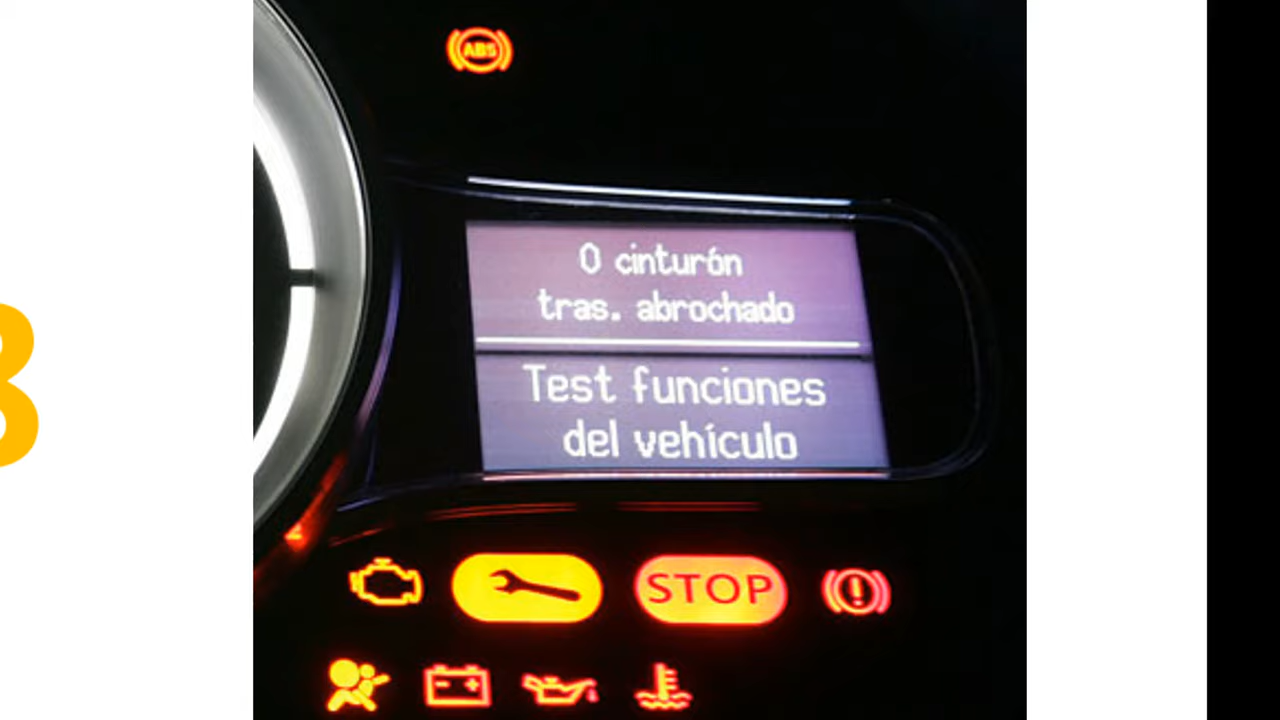 ABS
0 cinturón
tras. abrochado
Test funciones
del vehículo
STOP